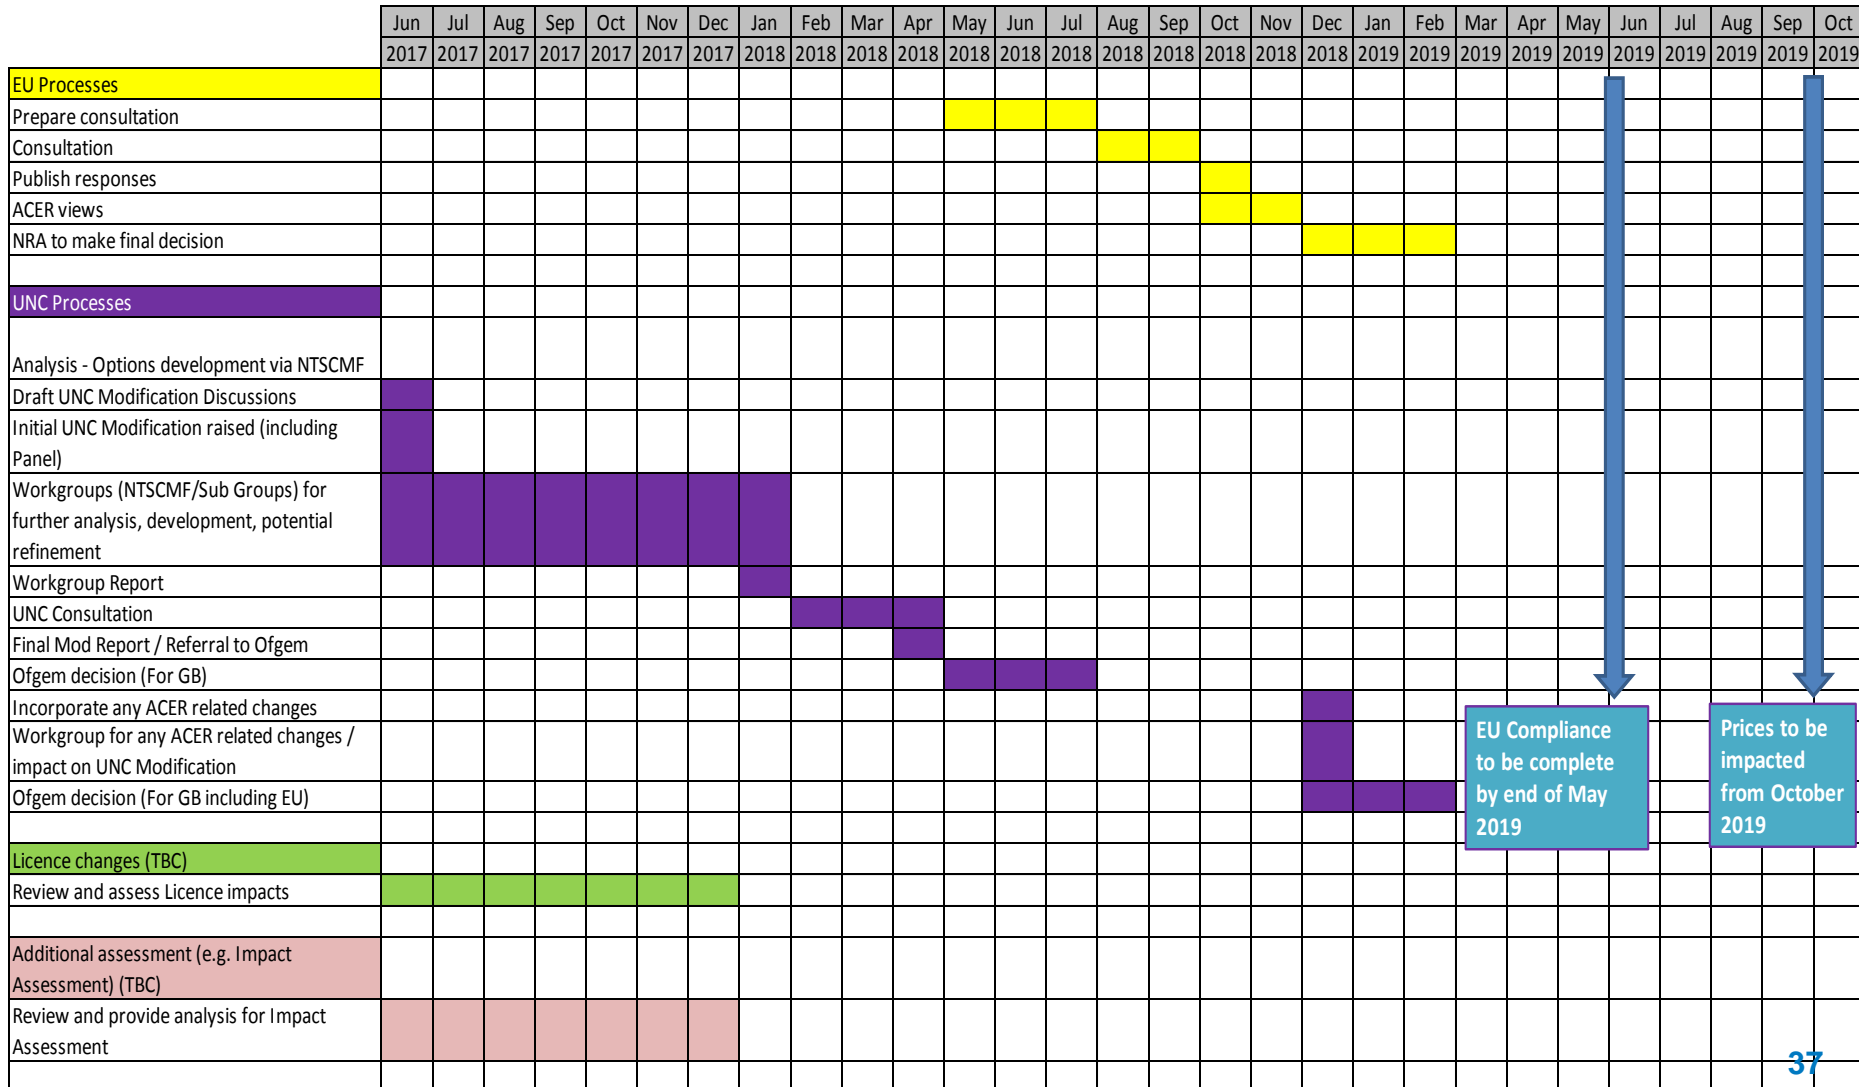 Jun Jul Aug Sep Oct Nov Dec Jan Feb Mar Apr May Jun Jul Aug Sep Oct Nov Dec Jan Feb Mar Apr May Jun Jul Aug Sep Oct
2017 2017 2017 2017 2017 2017 2017 2018 2018 2018 2018 2018 2018 2018 2018 2018 2018 2018 2018 2019 2019 2019 2019 2019 2019 2019 2019 2019 2019
EU Processes
Prepare consultation
Consultation
Publish responses
ACER views
NRA to make final decision
UNC Processes
Analysis - Options development via NTSCMF
Draft UNC Modification Discussions
Initial UNC Modification raised (including
Panel)
Workgroups (NTSCMF/Sub Groups) for
further analysis, development, potential
refinement
Workgroup Report
UNC Consultation
Final Mod Report / Referral to Ofgem
Ofgem decision (For GB)
Incorporate any ACER related changes
Workgroup for any ACER related changes /
impact on UNC Modification
Ofgem decision (For GB including EU)
EU Compliance
to be complete
by end of May
2019
Prices to be
impacted
from October
2019
Licence changes (TBC)
Review and assess Licence impacts
Additional assessment (e.g. Impact
Assessment) (TBC)
Review and provide analysis for Impact
Assessment
37